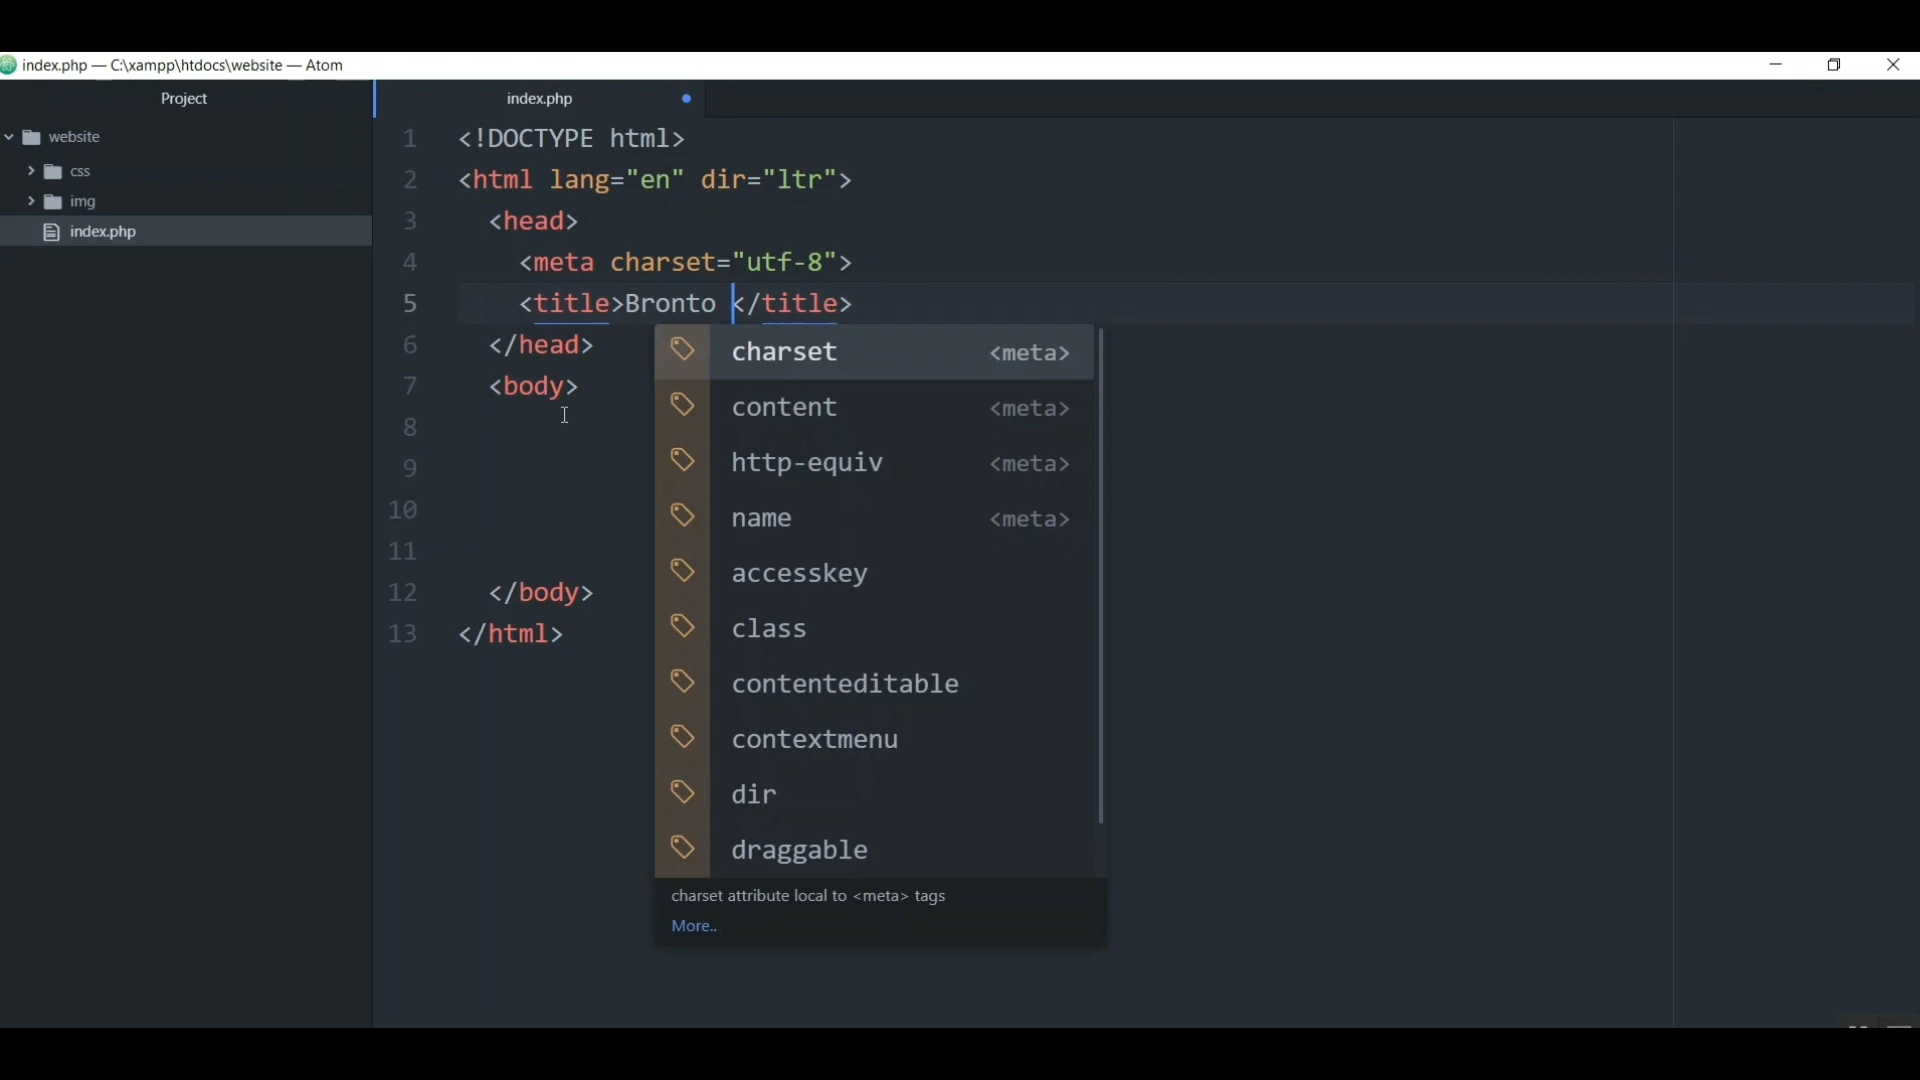 index.php — C:\xampp\htdocs\website — Atom
Project
website
css
img
index.php
index.php
1 <!DOCTYPE html>
2 <html lang="en" dir="ltr">
3 <head>
4 <meta charset="utf-8">
5 <title>Bronto </title>
6 </head>
7 <body>
8
9
10
11
12 </body>
13 </html>
charset <meta>
content <meta>
http-equiv <meta>
name <meta>
accesskey
class
contenteditable
contextmenu
dir
draggable
charset attribute local to <meta> tags
More..